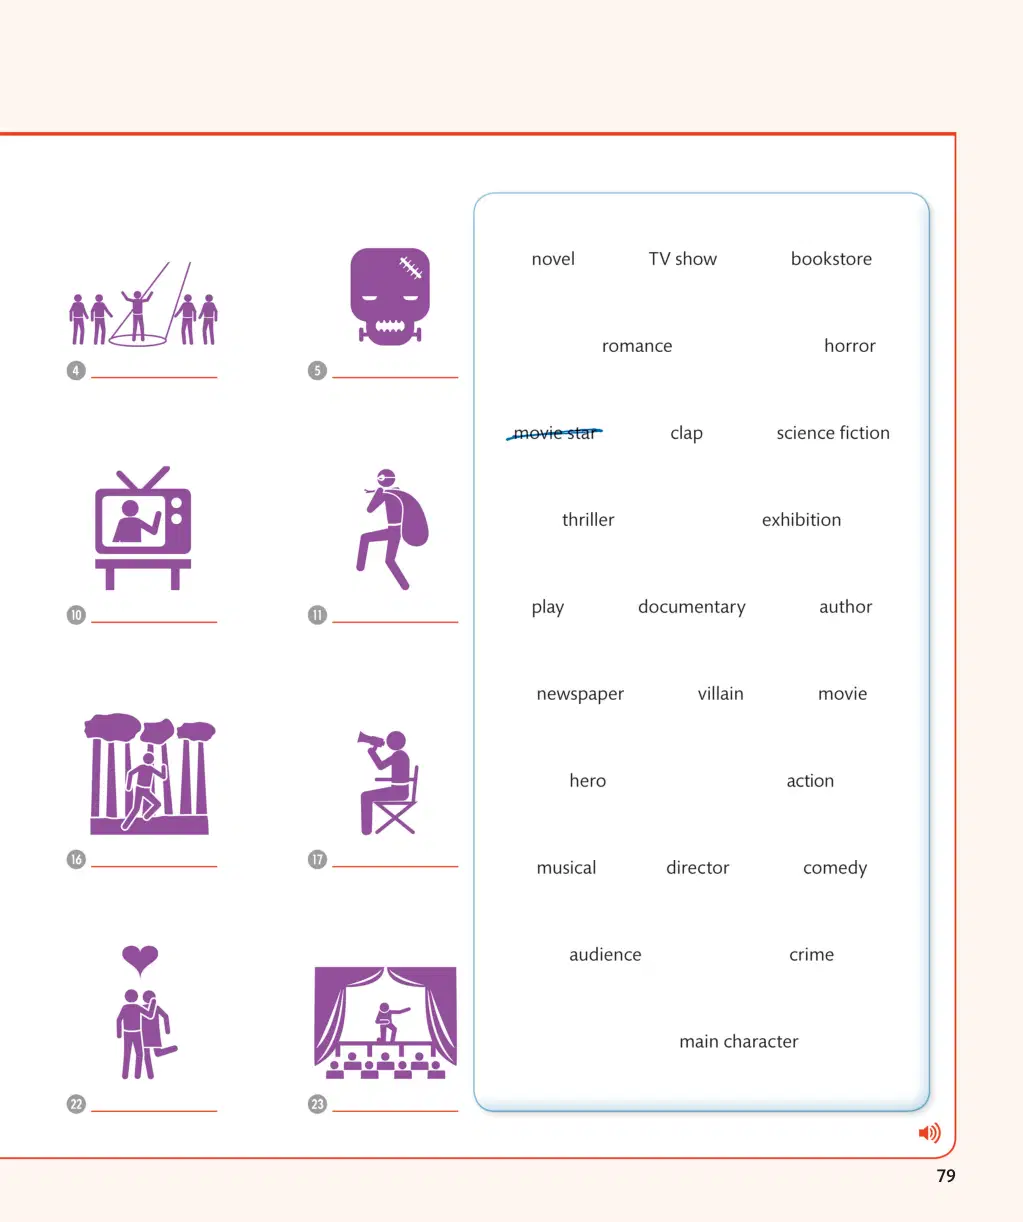 novel TV show bookstore
romance horror
4 5
movie star clap science fiction
thriller exhibition
play documentary author
10 11
newspaper villain movie
hero action
musical director comedy
16 17
audience crime
main character
22 23
79